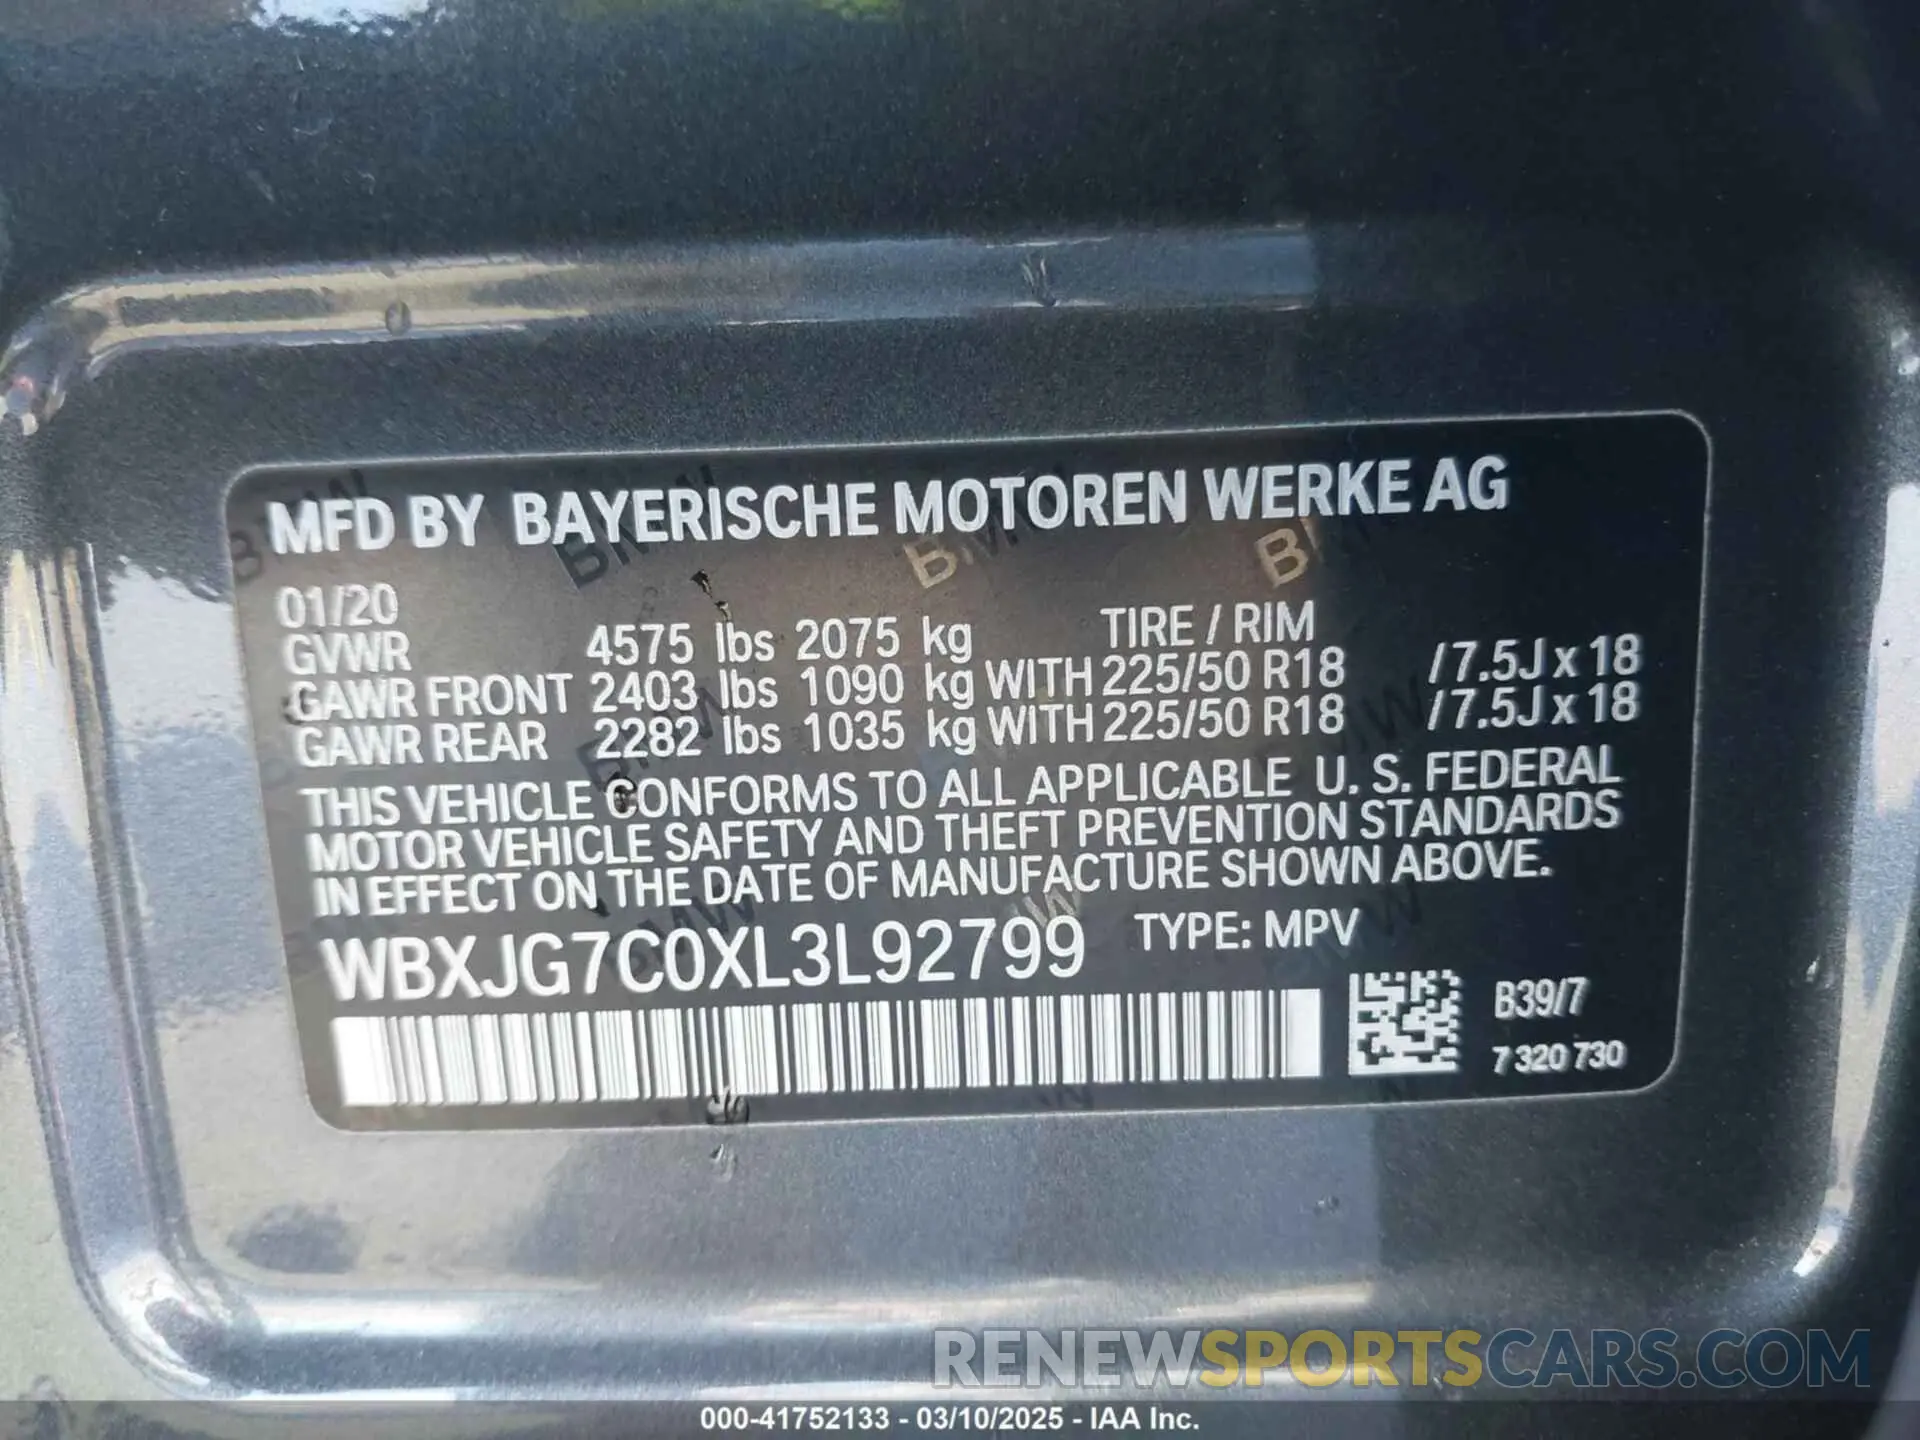 MFD BY BAYERISCHE MOTOREN WERKE AG
01/20
GVWR 4575 lbs 2075 kg TIRE / RIM
GAWR FRONT 2403 lbs 1090 kg WITH 225/50 R18 /7.5J x 18
GAWR REAR 2282 lbs 1035 kg WITH 225/50 R18 /7.5J x 18
THIS VEHICLE CONFORMS TO ALL APPLICABLE U. S. FEDERAL
MOTOR VEHICLE SAFETY AND THEFT PREVENTION STANDARDS
IN EFFECT ON THE DATE OF MANUFACTURE SHOWN ABOVE.
WBXJG7C0XL3L92799 TYPE: MPV
B39/7
7 320 730
RENEWSPORTSCARS.COM
000-41752133 - 03/10/2025 - IAA Inc.